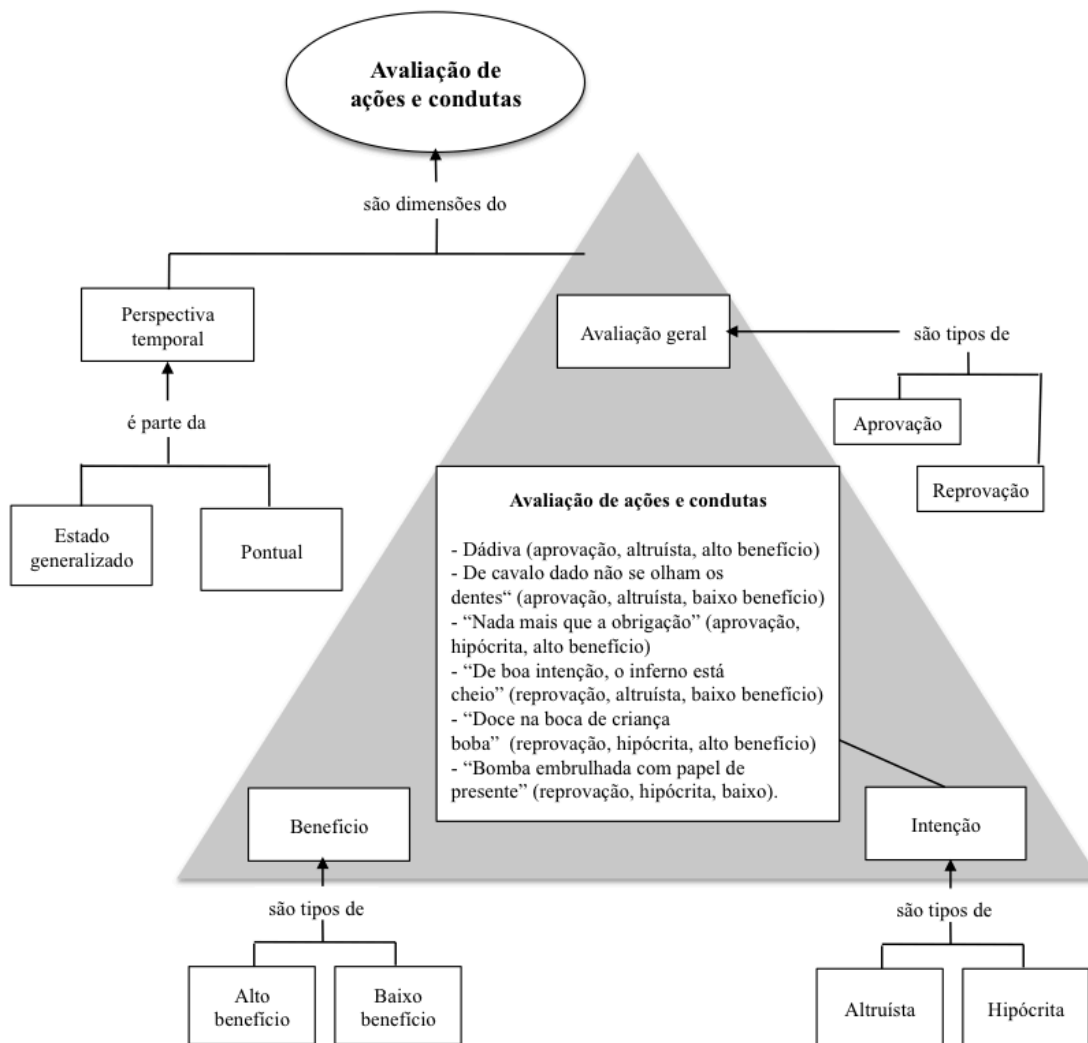 Avaliação de
ações e condutas
são dimensões do
Perspectiva
temporal
Avaliação geral
são tipos de
é parte da
Aprovação
Reprovação
Estado
generalizado
Pontual
Avaliação de ações e condutas
- Dádiva (aprovação, altruísta, alto benefício)
- De cavalo dado não se olham os
dentes“ (aprovação, altruísta, baixo benefício)
- “Nada mais que a obrigação” (aprovação,
hipócrita, alto benefício)
- “De boa intenção, o inferno está
cheio” (reprovação, altruísta, baixo benefício)
- “Doce na boca de criança
boba” (reprovação, hipócrita, alto benefício)
- “Bomba embrulhada com papel de
presente” (reprovação, hipócrita, baixo).
Benefício
Intenção
são tipos de
são tipos de
Alto
benefício
Baixo
benefício
Altruísta
Hipócrita